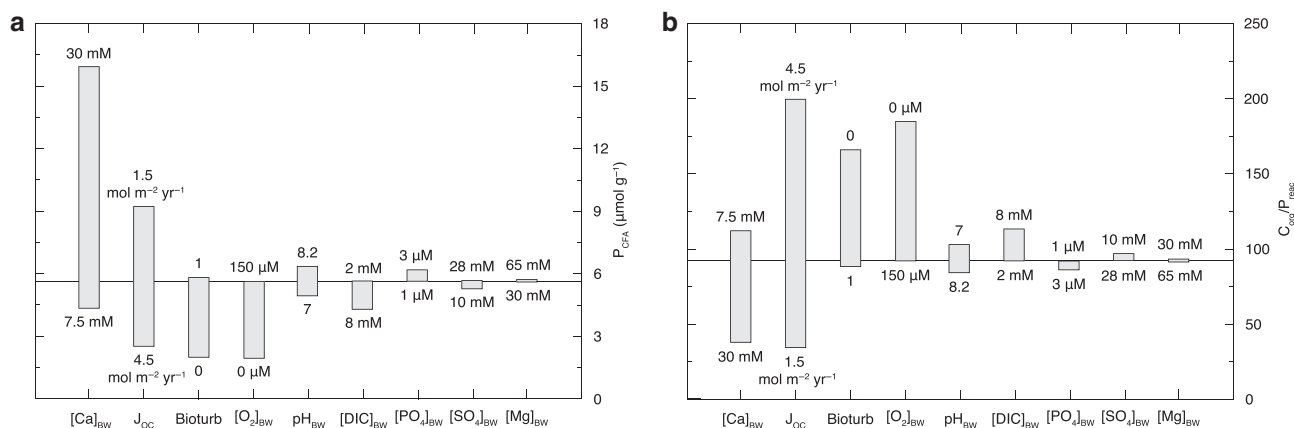 a
18
15
12
9
6
3
0
P_CFA (μmol g⁻¹)
30 mM
7.5 mM
1.5
mol m⁻² yr⁻¹
4.5
mol m⁻² yr⁻¹
1
0
150 μM
0 μM
8.2
7
2 mM
8 mM
3 μM
1 μM
28 mM
10 mM
65 mM
30 mM
[Ca]_BW J_OC Bioturb [O₂]_BW pH_BW [DIC]_BW [PO₄]_BW [SO₄]_BW [Mg]_BW
b
250
200
150
100
50
0
C_org/P_reac
7.5 mM
30 mM
4.5
mol m⁻² yr⁻¹
1.5
mol m⁻² yr⁻¹
0
1
0 μM
150 μM
7
8.2
8 mM
2 mM
1 μM
3 μM
10 mM
28 mM
30 mM
65 mM
[Ca]_BW J_OC Bioturb [O₂]_BW pH_BW [DIC]_BW [PO₄]_BW [SO₄]_BW [Mg]_BW